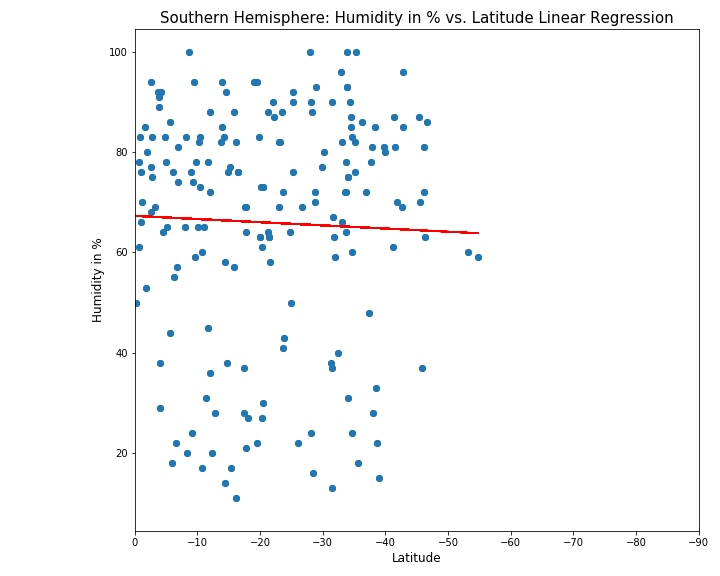 Southern Hemisphere: Humidity in % vs. Latitude Linear Regression
100
80
60
40
20
Humidity in %
0 −10 −20 −30 −40 −50 −60 −70 −80 −90
Latitude